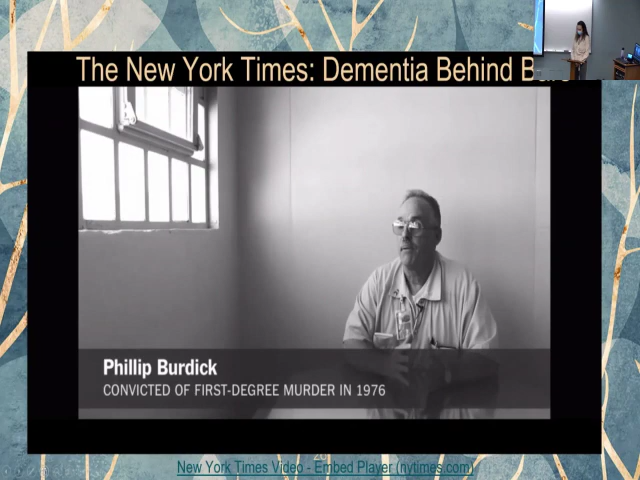 The New York Times: Dementia Behind
Phillip Burdick
CONVICTED OF FIRST-DEGREE MURDER IN 1976
New York Times Video - Embed Player (nytimes.com)